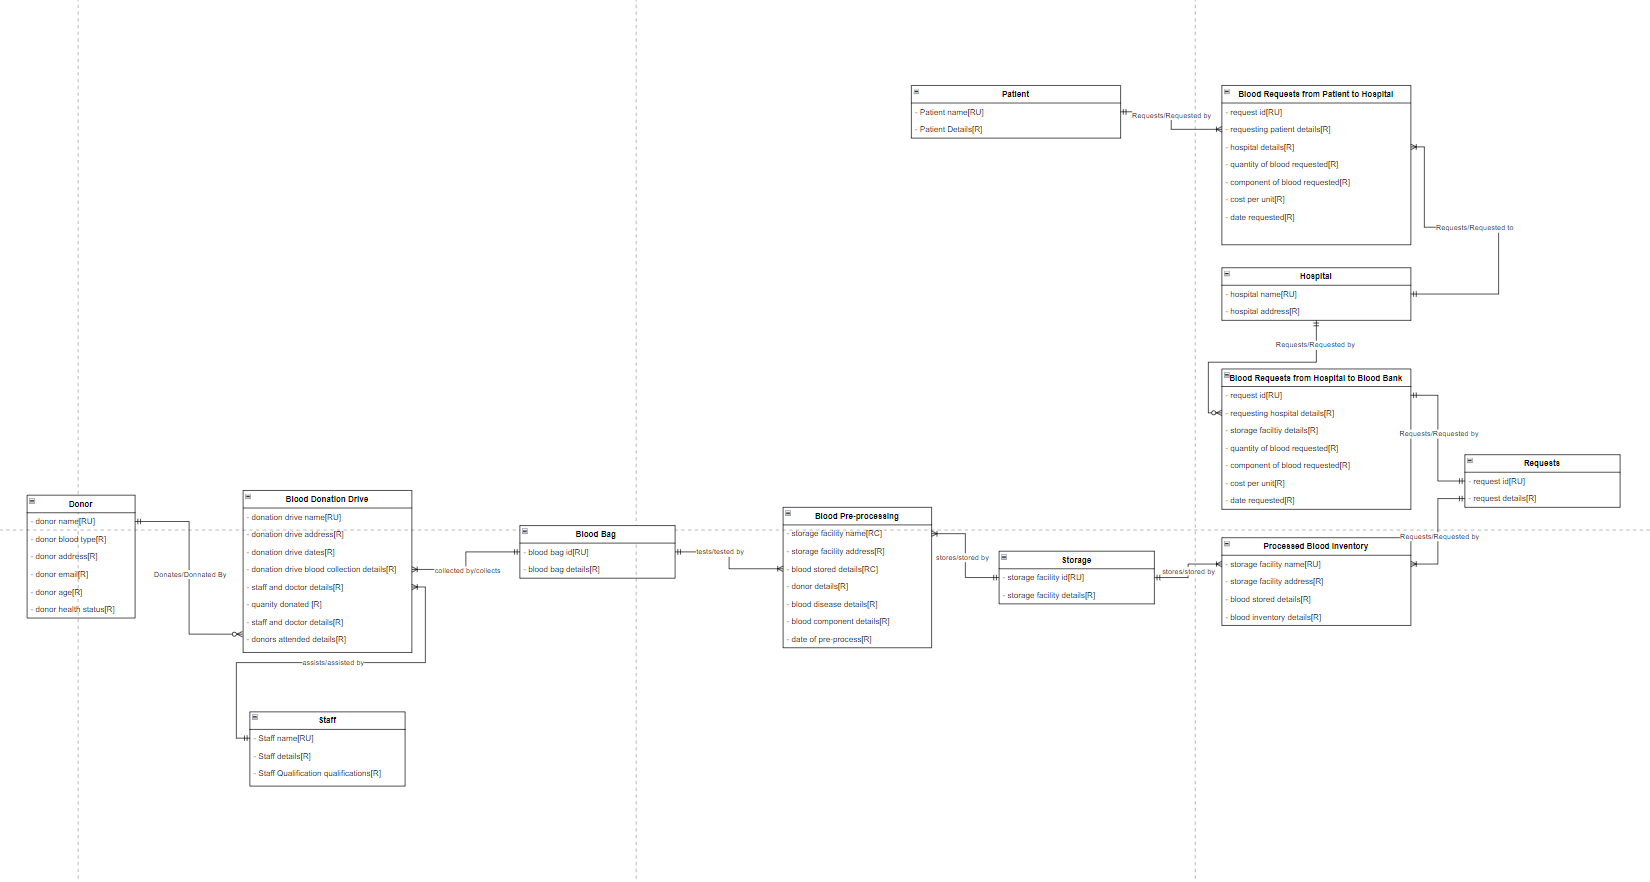 Patient
- Patient name[RU]
- Patient Details[R]
Requests/Requested by
Blood Requests from Patient to Hospital
- request id[RU]
- requesting patient details[R]
- hospital details[R]
- quantity of blood requested[R]
- component of blood requested[R]
- cost per unit[R]
- date requested[R]
Requests/Requested to
Hospital
- hospital name[RU]
- hospital address[R]
Requests/Requested by
Blood Requests from Hospital to Blood Bank
- request id[RU]
- requesting hospital details[R]
- storage faciltiy details[R]
- quantity of blood requested[R]
- component of blood requested[R]
- cost per unit[R]
- date requested[R]
Requests/Requested by
Requests
- request id[RU]
- request details[R]
Requests/Requested by
Donor
- donor name[RU]
- donor blood type[R]
- donor address[R]
- donor email[R]
- donor age[R]
- donor health status[R]
Donates/Donnated By
Blood Donation Drive
- donation drive name[RU]
- donation drive address[R]
- donation drive dates[R]
- donation drive blood collection details[R]
- staff and doctor details[R]
- quanity donated [R]
- staff and doctor details[R]
- donors attended details[R]
assists/assisted by
Staff
- Staff name[RU]
- Staff details[R]
- Staff Qualification qualifications[R]
collected by/collects
Blood Bag
- blood bag id[RU]
- blood bag details[R]
tests/tested by
Blood Pre-processing
- storage facility name[RC]
- storage facility address[R]
- blood stored details[RC]
- donor details[R]
- blood disease details[R]
- blood component details[R]
- date of pre-process[R]
stores/stored by
Storage
- storage facility id[RU]
- storage facility details[R]
stores/stored by
Processed Blood Inventory
- storage facility name[RU]
- storage facility address[R]
- blood stored details[R]
- blood inventory details[R]